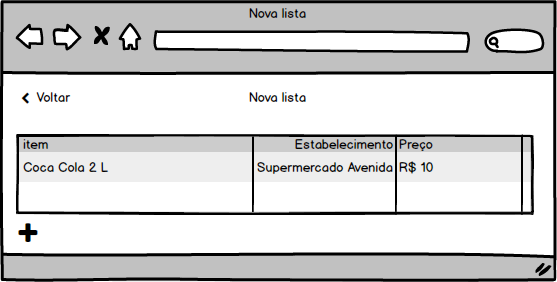 Nova lista
Voltar
Nova lista
item Estabelecimento Preço
Coca Cola 2 L Supermercado Avenida R$ 10